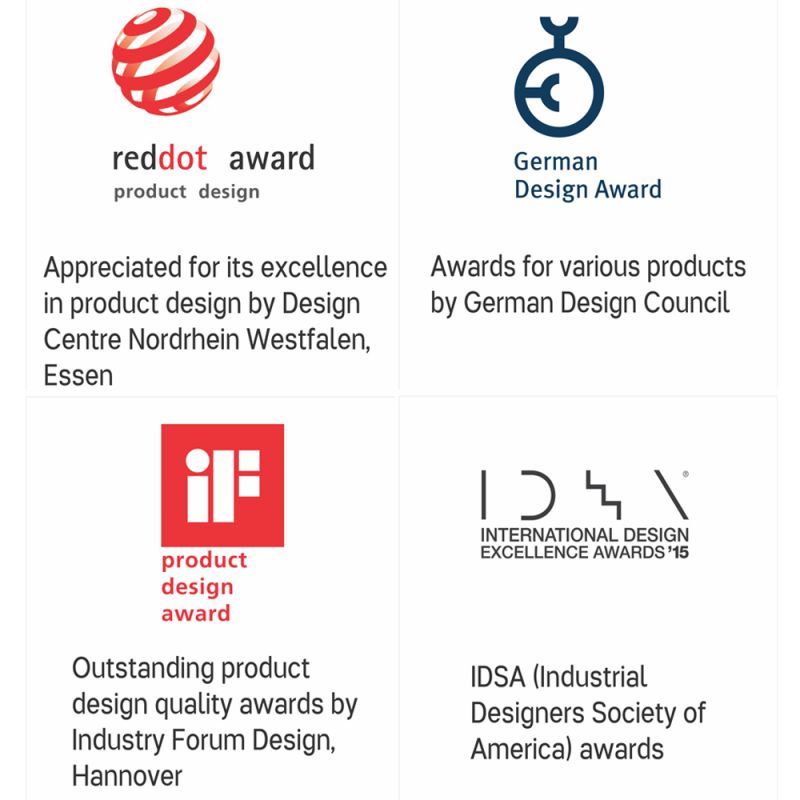 reddot award
product design
Appreciated for its excellence
in product design by Design
Centre Nordrhein Westfalen,
Essen
German
Design Award
Awards for various products
by German Design Council
iF
product
design
award
Outstanding product
design quality awards by
Industry Forum Design,
Hannover
IDSA®
INTERNATIONAL DESIGN
EXCELLENCE AWARDS '15
IDSA (Industrial
Designers Society of
America) awards